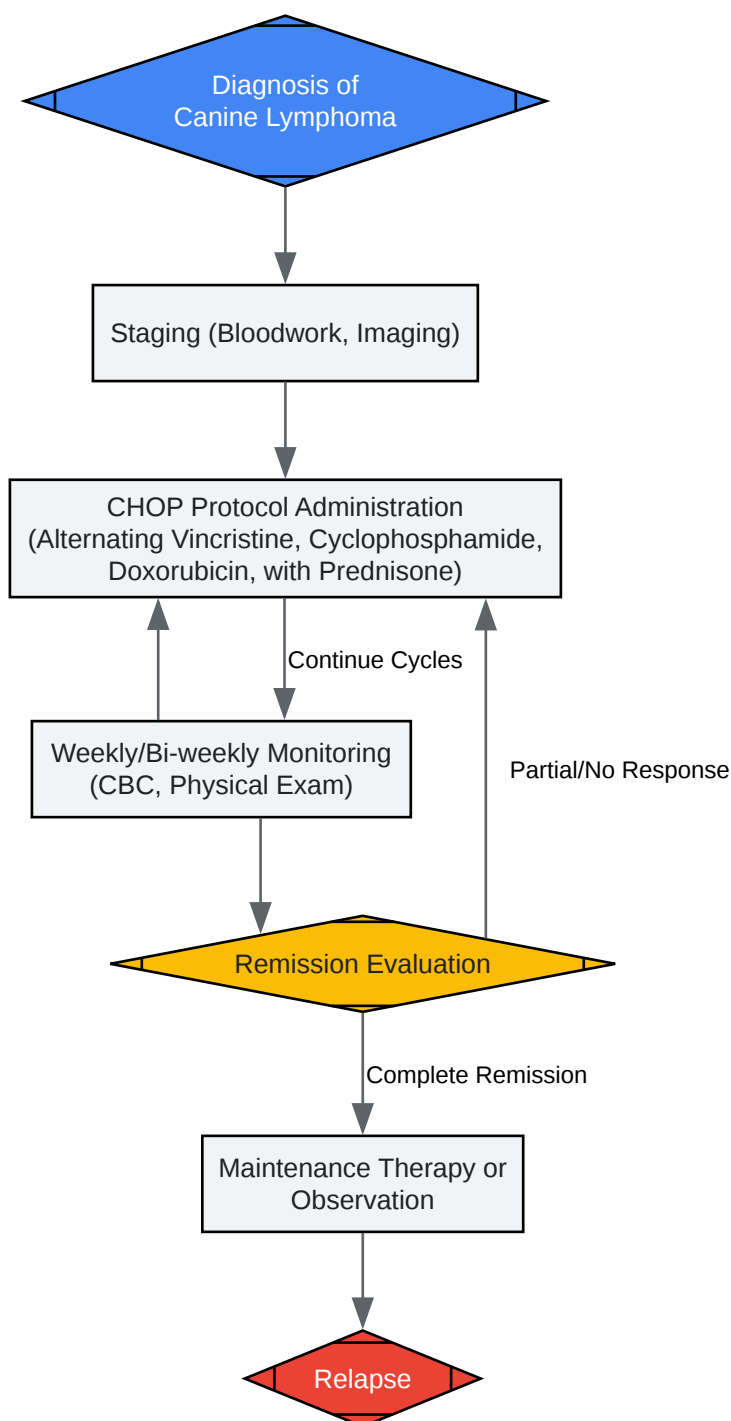 Diagnosis of
Canine Lymphoma
Staging (Bloodwork, Imaging)
CHOP Protocol Administration
(Alternating Vincristine, Cyclophosphamide,
Doxorubicin, with Prednisone)
Continue Cycles
Weekly/Bi-weekly Monitoring
(CBC, Physical Exam)
Partial/No Response
Remission Evaluation
Complete Remission
Maintenance Therapy or
Observation
Relapse